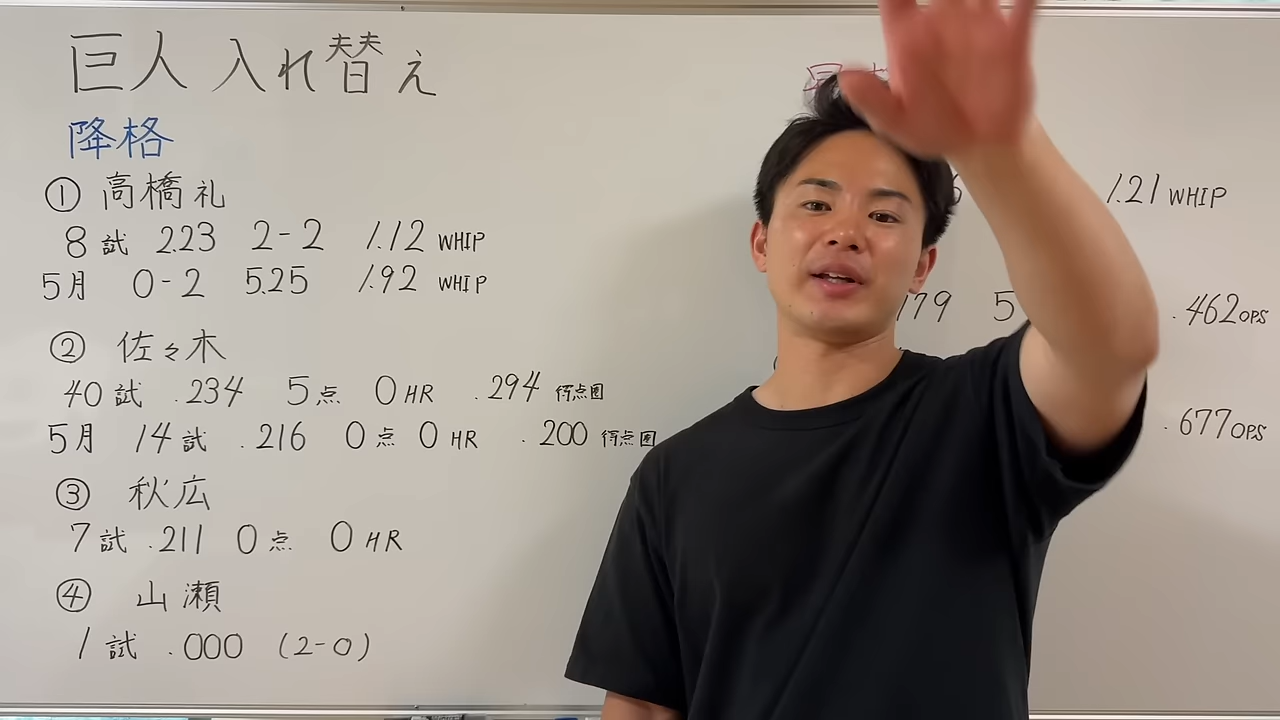 巨人 入れ替え
降格
① 高橋礼
8試 2.23 2-2 1.12 WHIP
5月 0-2 5.25 1.92 WHIP
② 佐々木
40試 .234 5点 0HR .294 得点圏
5月 14試 .216 0点 0HR .200 得点圏
③ 秋広
7試 .211 0点 0HR
④ 山瀬
1試 .000 (2-0)
1.21 WHIP
179 5 .462 OPS
.677 OPS